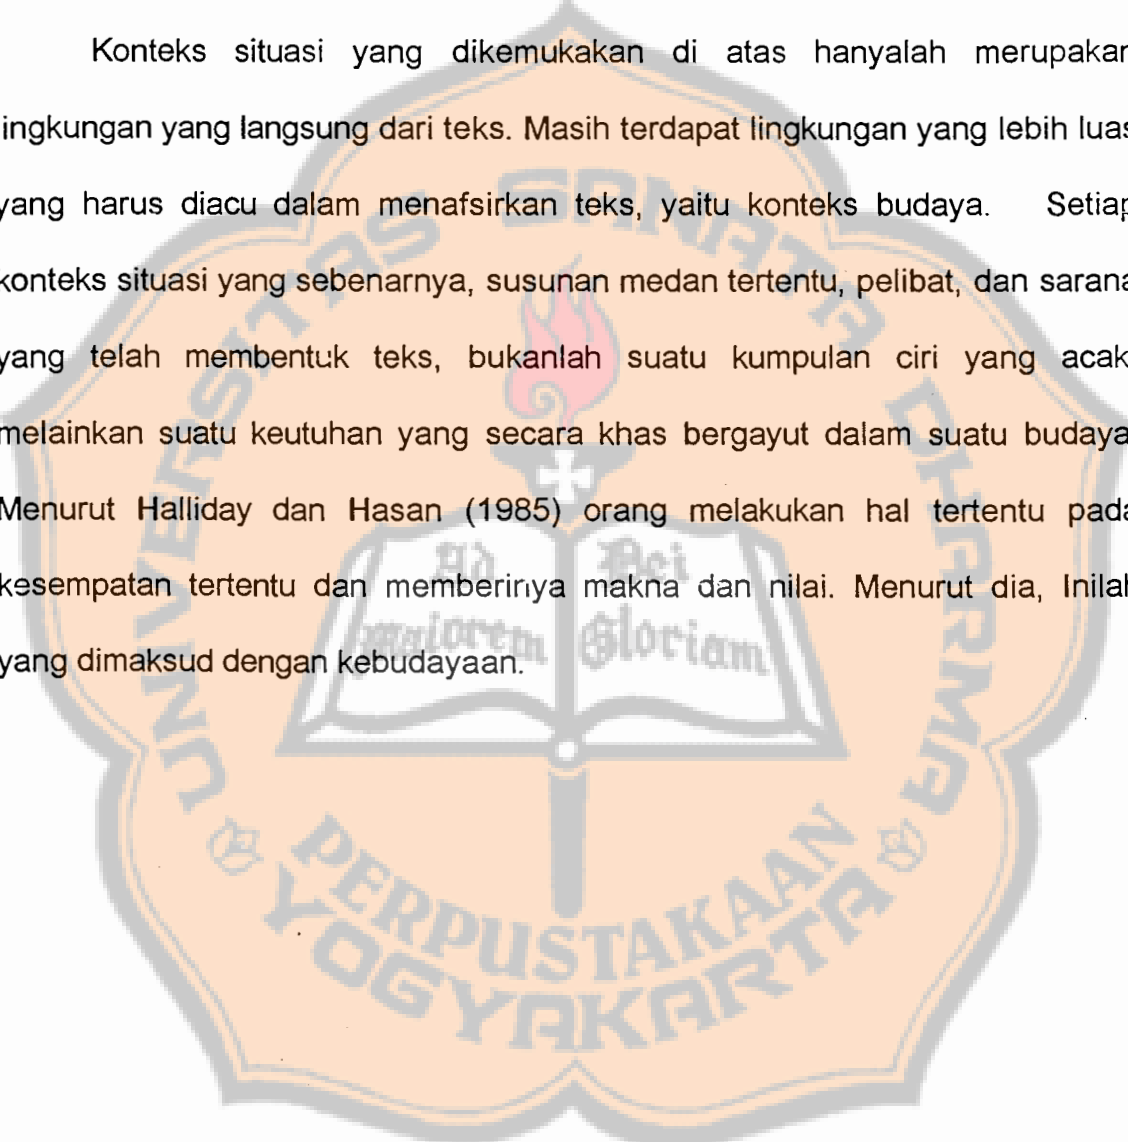 Konteks situasi yang dikemukakan di atas hanyalah merupakan
lingkungan yang langsung dari teks. Masih terdapat lingkungan yang lebih luas
yang harus diacu dalam menafsirkan teks, yaitu konteks budaya. Setiap
konteks situasi yang sebenarnya, susunan medan tertentu, pelibat, dan sarana
yang telah membentuk teks, bukanlah suatu kumpulan ciri yang acak
melainkan suatu keutuhan yang secara khas bergayut dalam suatu budaya
Menurut Halliday dan Hasan (1985) orang melakukan hal tertentu pada
kesempatan tertentu dan memberinya makna dan nilai. Menurut dia, Inilah
yang dimaksud dengan kebudayaan.
UNIVERSITAS SANATA DHARMA
Ad Dei
maiorem Gloriam
PERPUSTAKAAN
YOGYAKARTA